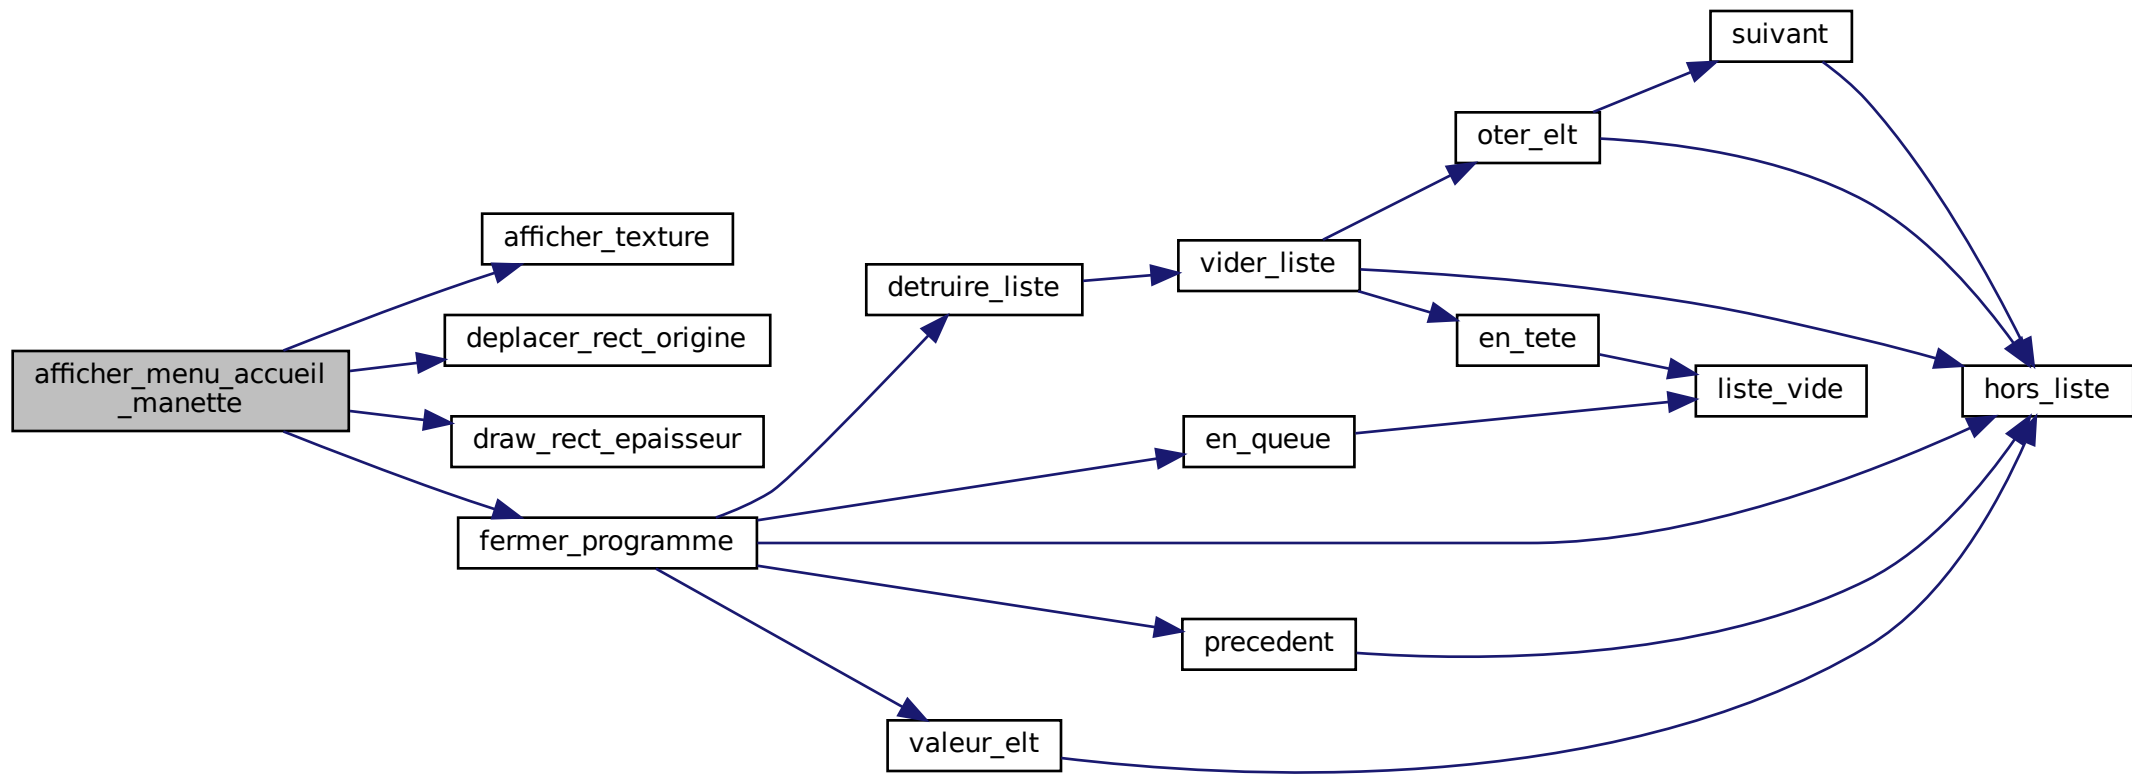 afficher_menu_accueil
_manette
afficher_texture
deplacer_rect_origine
draw_rect_epaisseur
fermer_programme
detruire_liste
vider_liste
oter_elt
suivant
hors_liste
en_tete
liste_vide
en_queue
precedent
valeur_elt